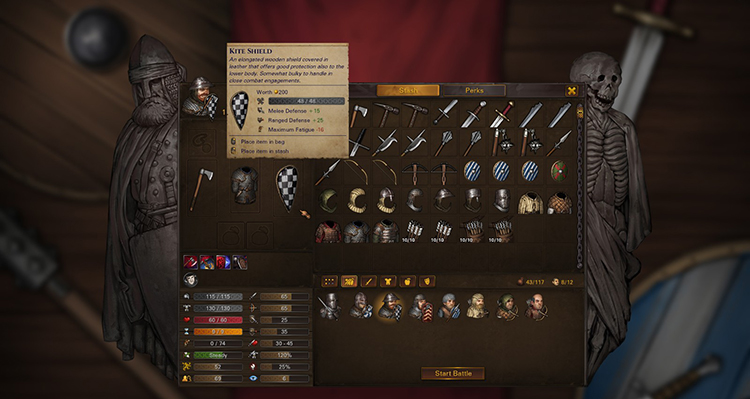 KITE SHIELD
An elongated wooden shield covered in
leather that offers good protection also to the
lower body. Somewhat bulky to handle in
close combat engagements.
Worth 200
48 / 48
Melee Defense +15
Ranged Defense +25
Maximum Fatigue -16
Place item in bag
Place item in stash
Stash
Perks
10/10 10/10 10/10 10/10
43/117 8/12
115 / 115 65
130 / 130 65
60 / 60 25
35
0 / 74 30 - 45
Steady 120%
52 25%
69 6
Start Battle